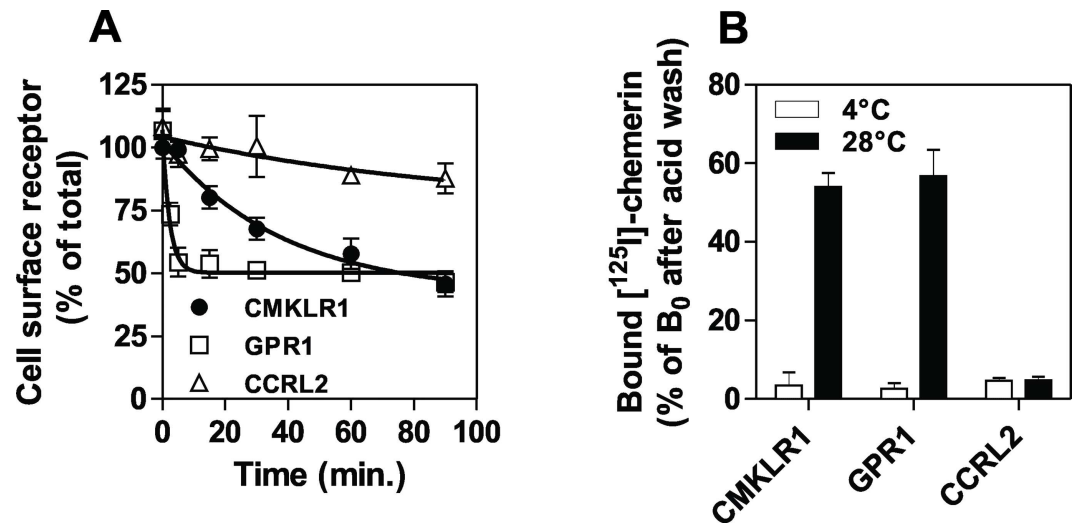 A
Cell surface receptor
(% of total)
125
100
75
50
25
0
0 20 40 60 80 100
Time (min.)
CMKLR1
GPR1
CCRL2
B
Bound [¹²⁵I]-chemerin
(% of B₀ after acid wash)
80
60
40
20
0
4°C
28°C
CMKLR1
GPR1
CCRL2